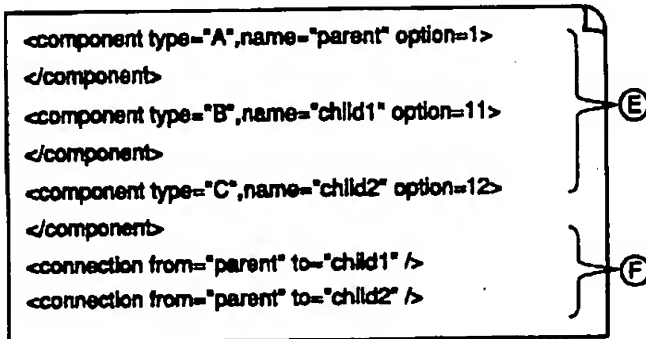 <component type="A",name="parent" option=1>
</component>
<component type="B",name="child1" option=11>
</component>
<component type="C",name="child2" option=12>
</component>
<connection from="parent" to="child1" />
<connection from="parent" to="child2" />
E
F